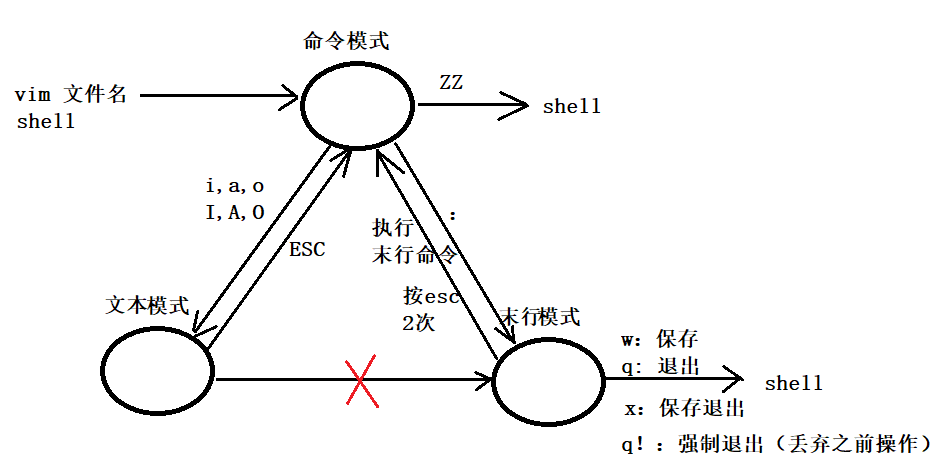 命令模式
vim 文件名
shell
ZZ
shell
i,a,o
I,A,O
ESC
执行
:
末行命令
按esc
2次
文本模式
末行模式
w: 保存
q: 退出
shell
x: 保存退出
q!: 强制退出（丢弃之前操作）